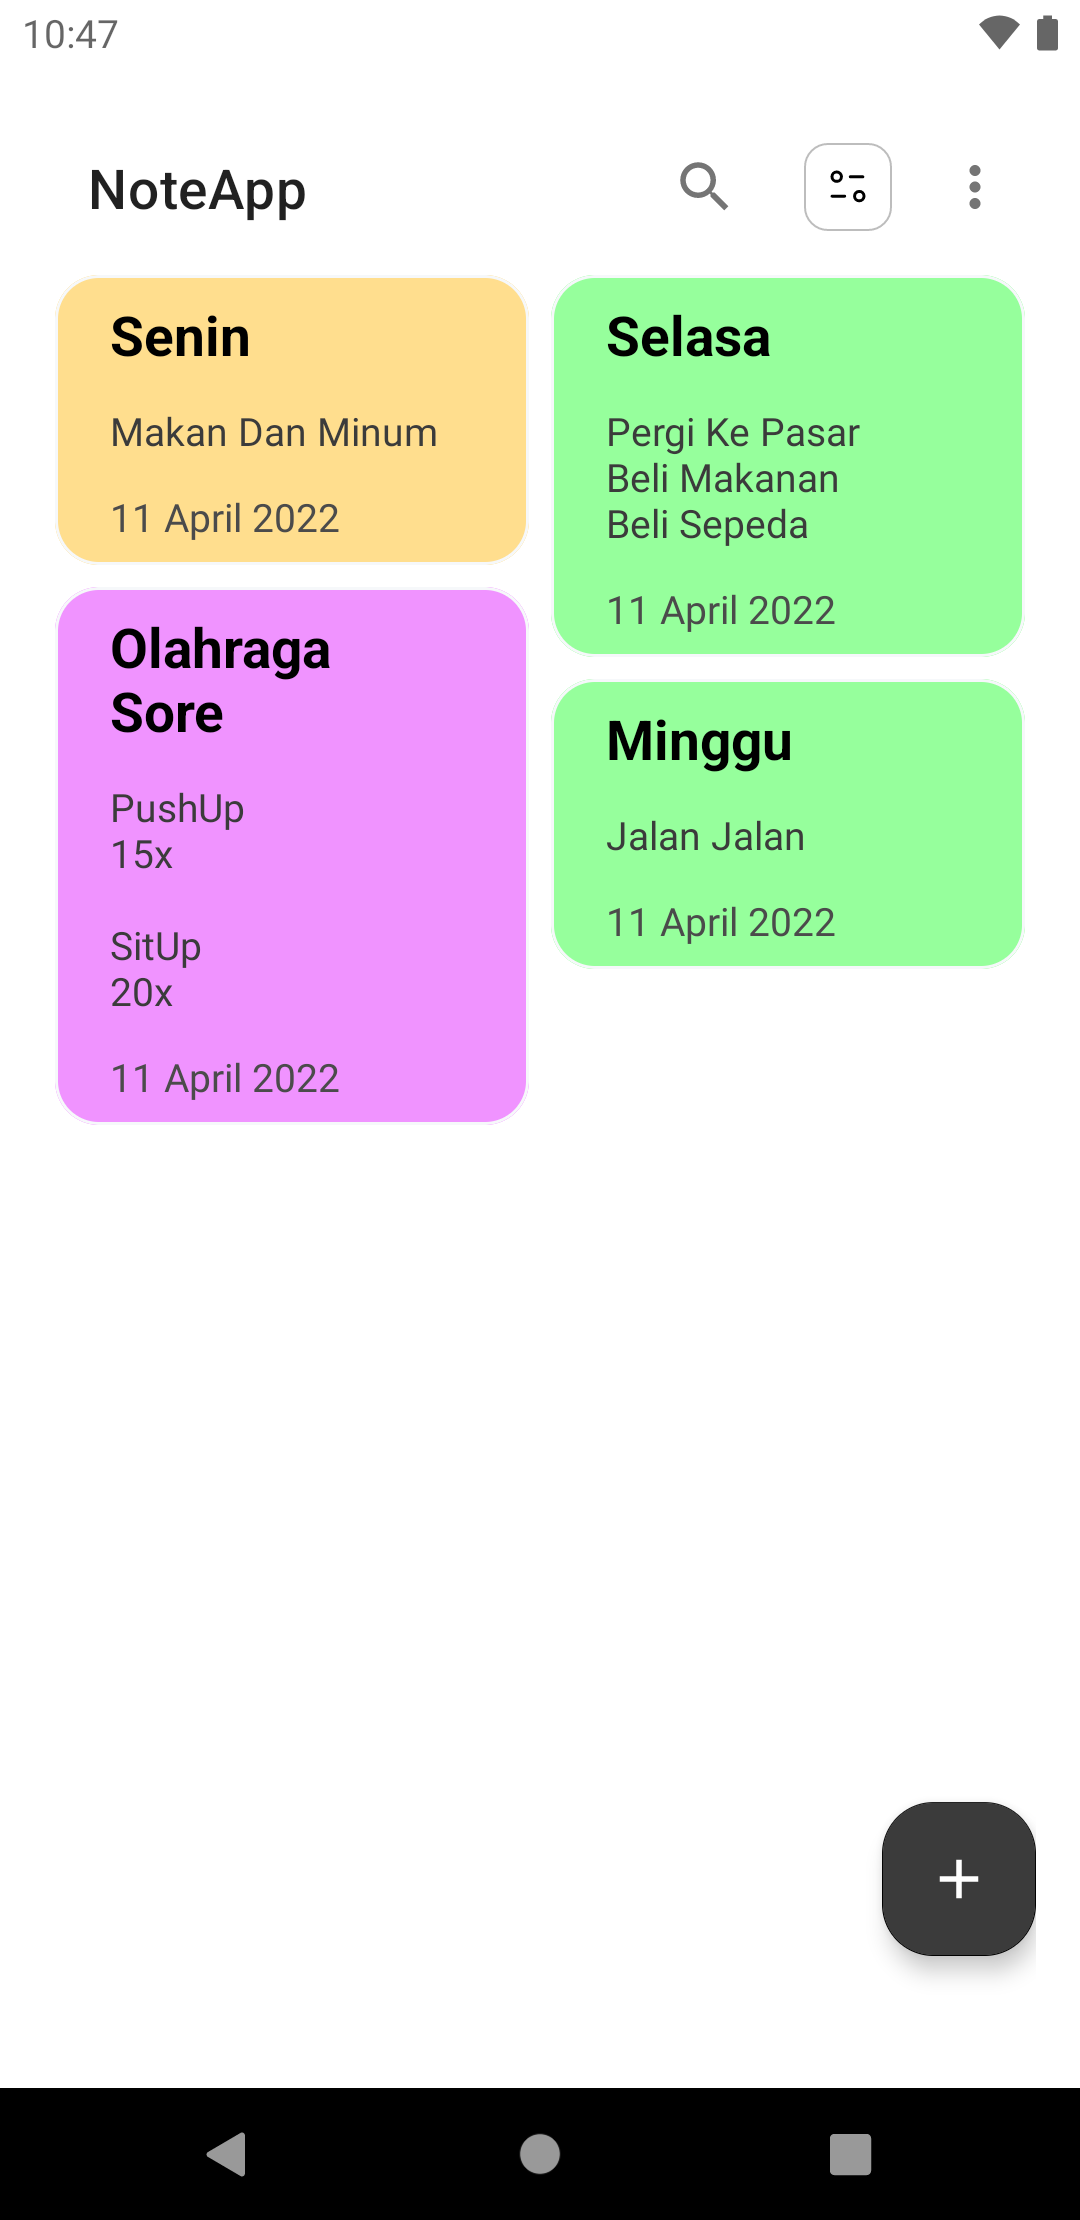 10:47
NoteApp
Senin
Makan Dan Minum
11 April 2022
Selasa
Pergi Ke Pasar
Beli Makanan
Beli Sepeda
11 April 2022
Olahraga
Sore
PushUp
15x
SitUp
20x
11 April 2022
Minggu
Jalan Jalan
11 April 2022